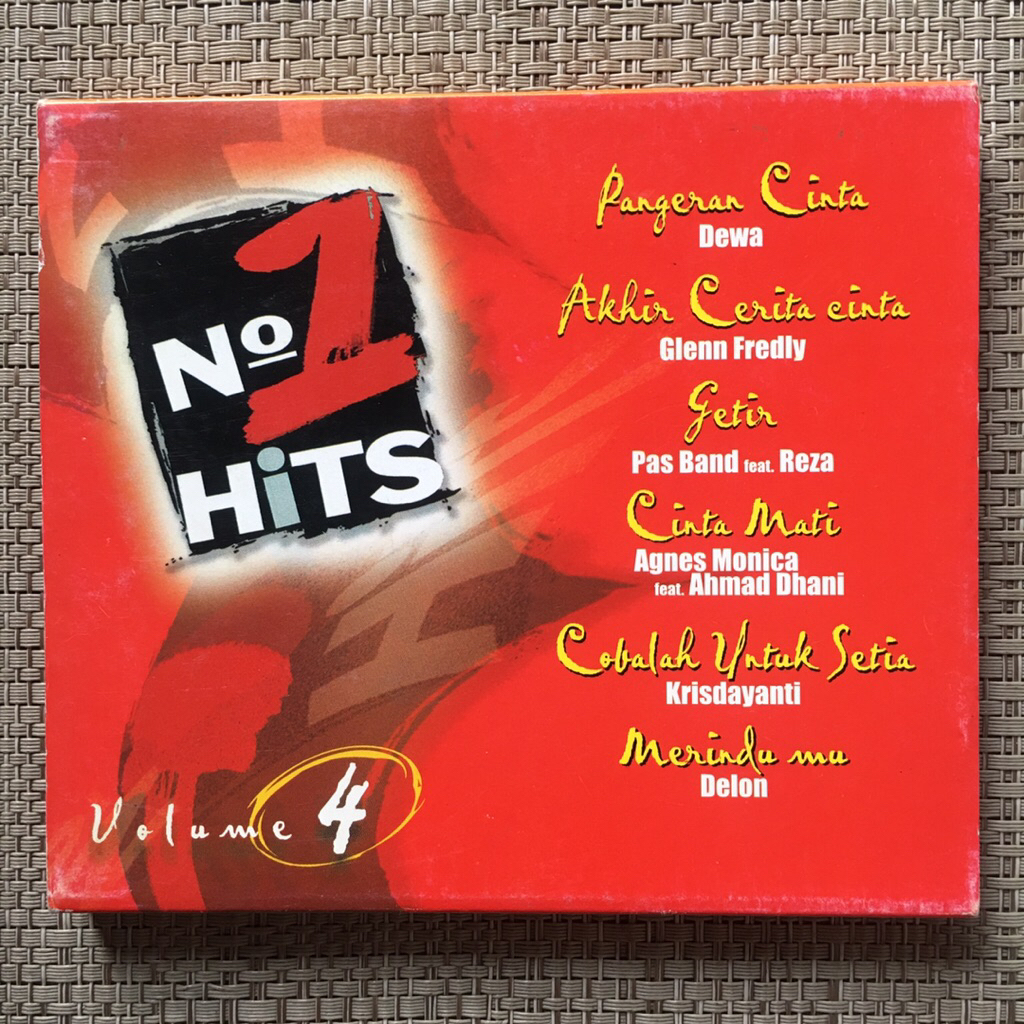 No 1
HiTS
Volume 4
Pangeran Cinta
Dewa
Akhir Cerita cinta
Glenn Fredly
Getir
Pas Band feat. Reza
Cinta Mati
Agnes Monica
feat. Ahmad Dhani
Cobalah Untuk Setia
Krisdayanti
Merindu mu
Delon